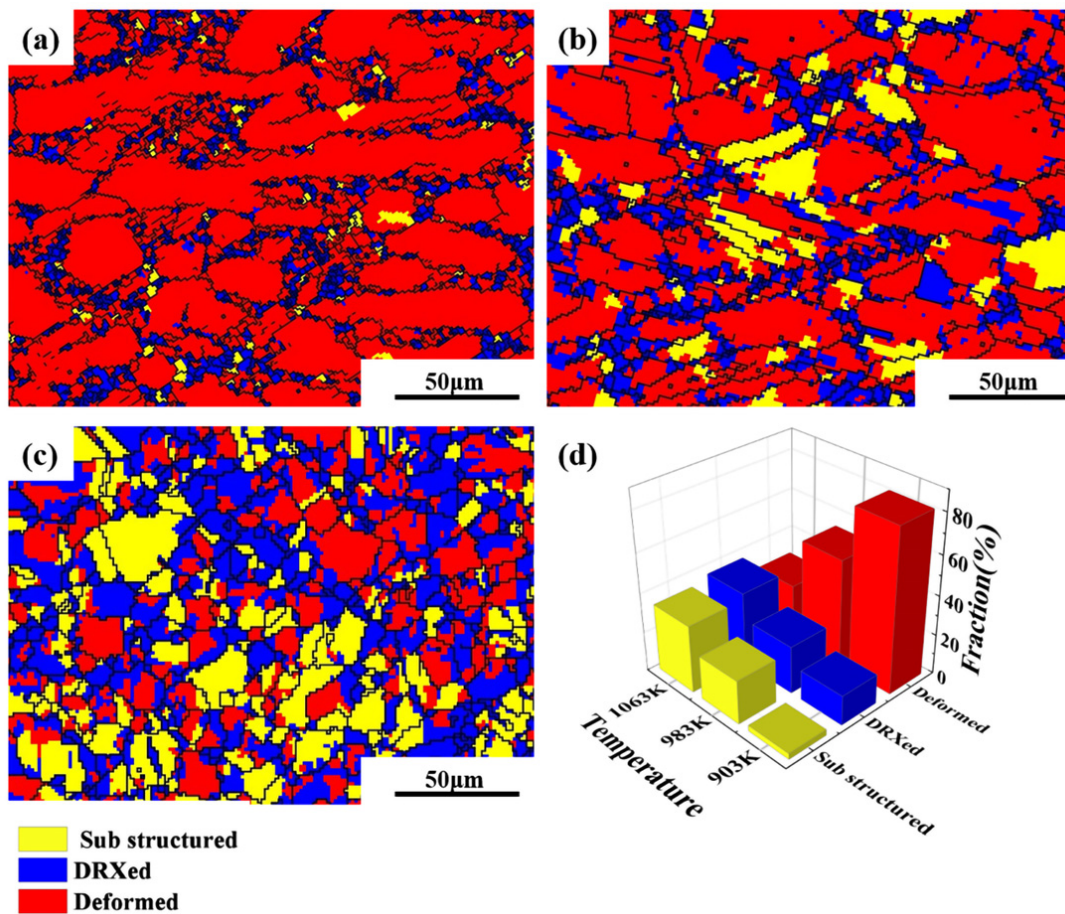 (a)
(b)
50μm
50μm
(c)
(d)
80
60
40
20
0
Fraction(%)
1063K
983K
903K
Temperature
Deformed
DRXed
Sub structured
50μm
Sub structured
DRXed
Deformed